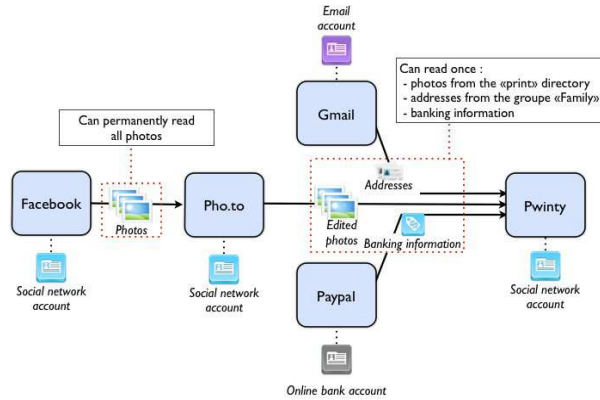 Email
account
Can read once :
- photos from the «print» directory
- addresses from the groupe «Family»
- banking information
Gmail
Can permanently read
all photos
Addresses
Facebook
Photos
Pho.to
Edited
photos
Banking information
Pwinty
Social network
account
Social network
account
Paypal
Social network
account
Online bank account